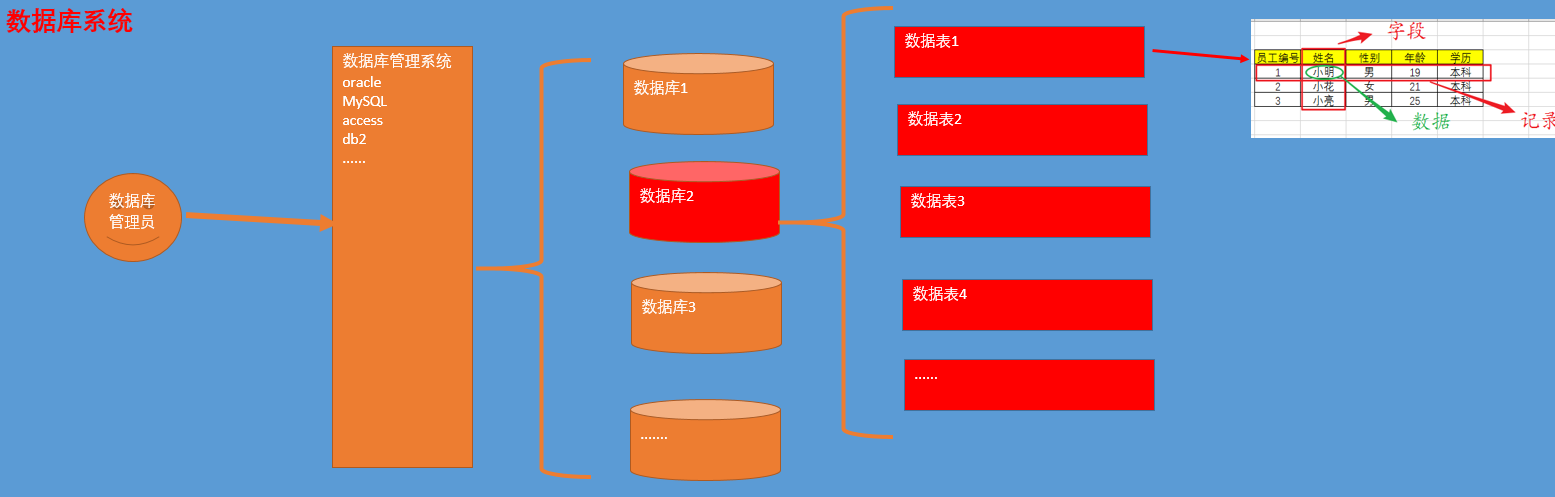 数据库系统
数据库
管理员
数据库管理系统
oracle
MySQL
access
db2
......
数据库1
数据库2
数据库3
.......
数据表1
数据表2
数据表3
数据表4
......
字段
员工编号 姓名 性别 年龄 学历
1 小明 男 19 本科
2 小花 女 21 本科
3 小亮 男 25 本科
数据
记录